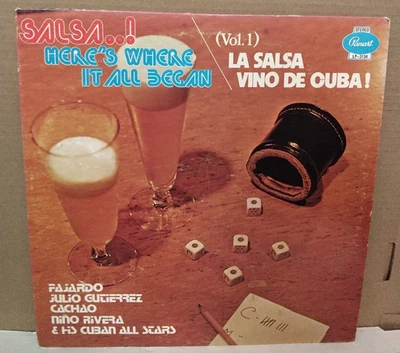 SALSA..!
HERE'S WHERE
IT ALL BEGAN
(Vol. 1)
LA SALSA
VINO DE CUBA!
STEREO
Panart
FAJARDO
JULIO GUTIERREZ
CACHAO
NIÑO RIVERA
& HIS CUBAN ALL STARS